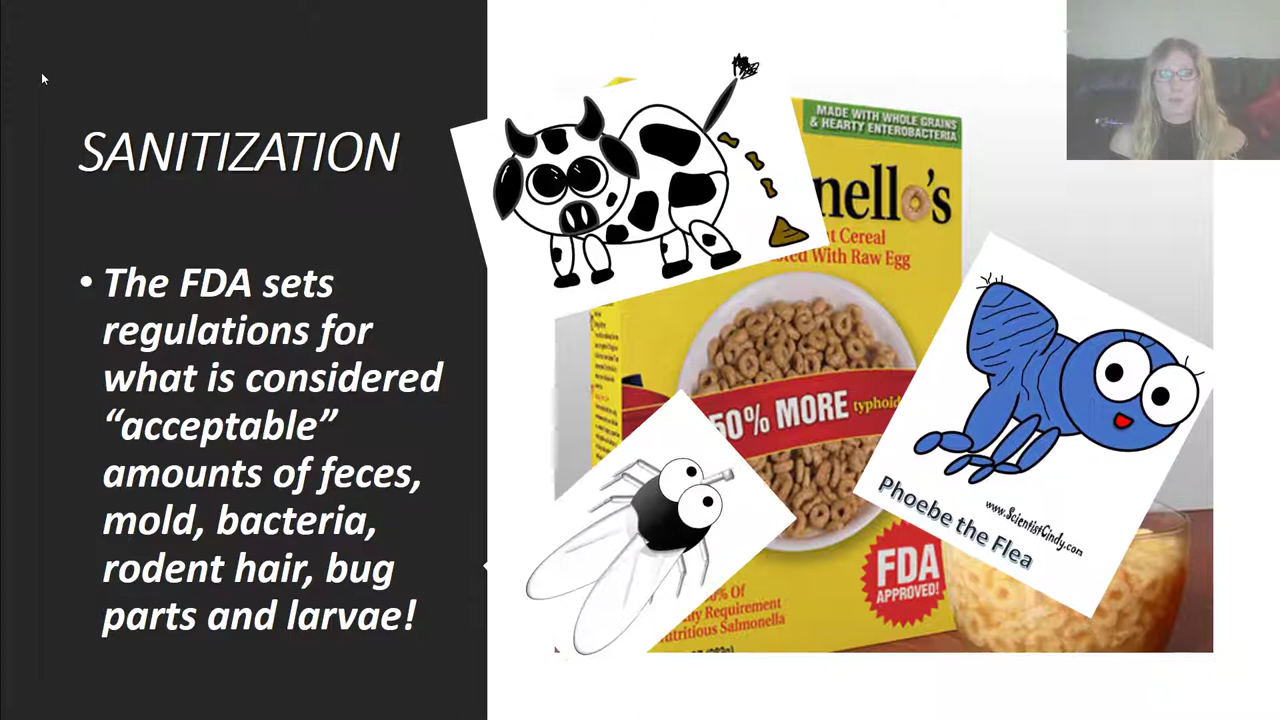 SANITIZATION
• The FDA sets
regulations for
what is considered
“acceptable”
amounts of feces,
mold, bacteria,
rodent hair, bug
parts and larvae!
MADE WITH WHOLE GRAINS
& HEARTY ENTEROBACTERIA
nello's
Cereal
With Raw Egg
50% MORE typhoid
FDA
APPROVED!
Of
Requirement
Salmonella
Phoebe the Flea
www.ScientistCindy.com